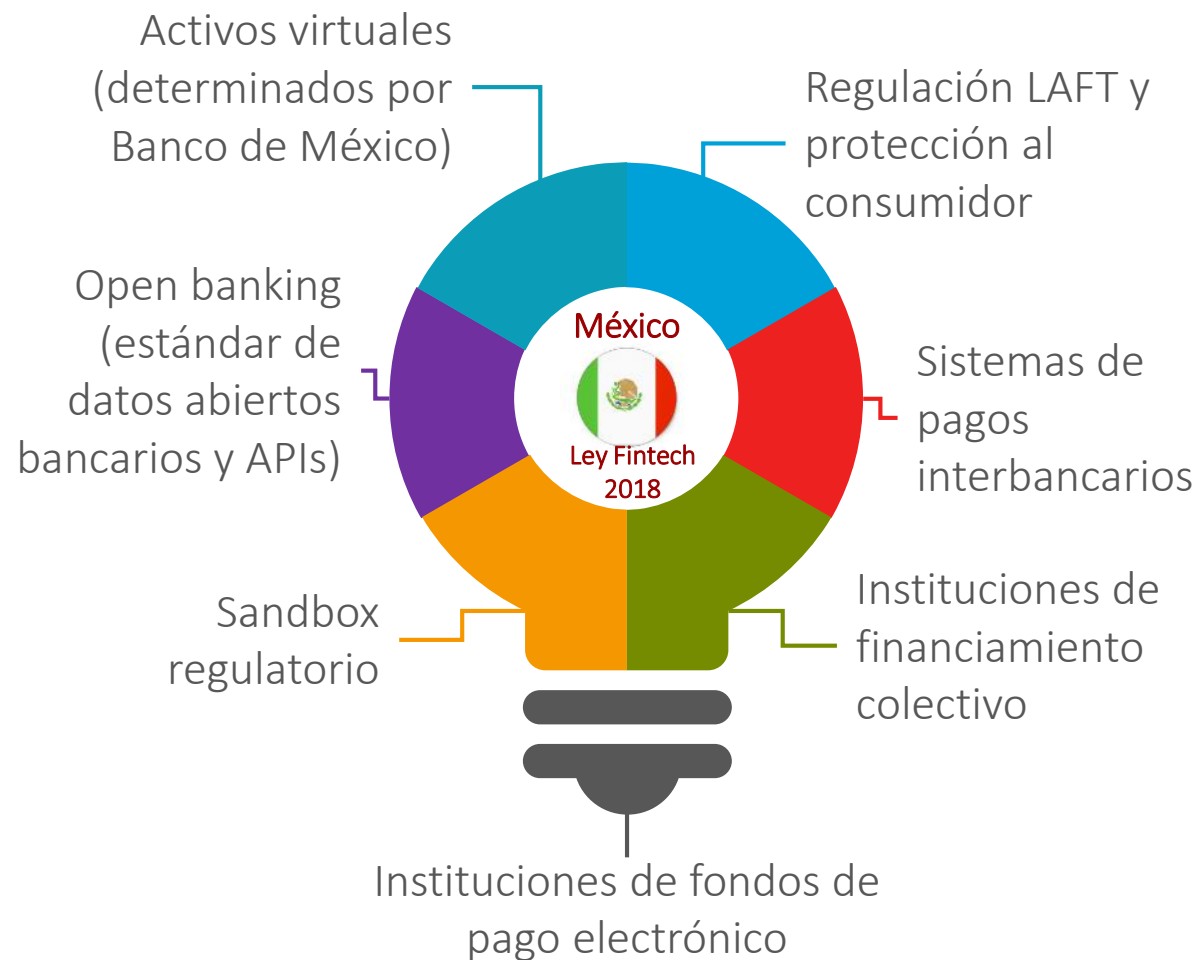 Activos virtuales
(determinados por
Banco de México)
Regulación LAFT y
protección al
consumidor
Open banking
(estándar de
datos abiertos
bancarios y APIs)
México
Ley Fintech
2018
Sistemas de
pagos
interbancarios
Sandbox
regulatorio
Instituciones de
financiamiento
colectivo
Instituciones de fondos de
pago electrónico